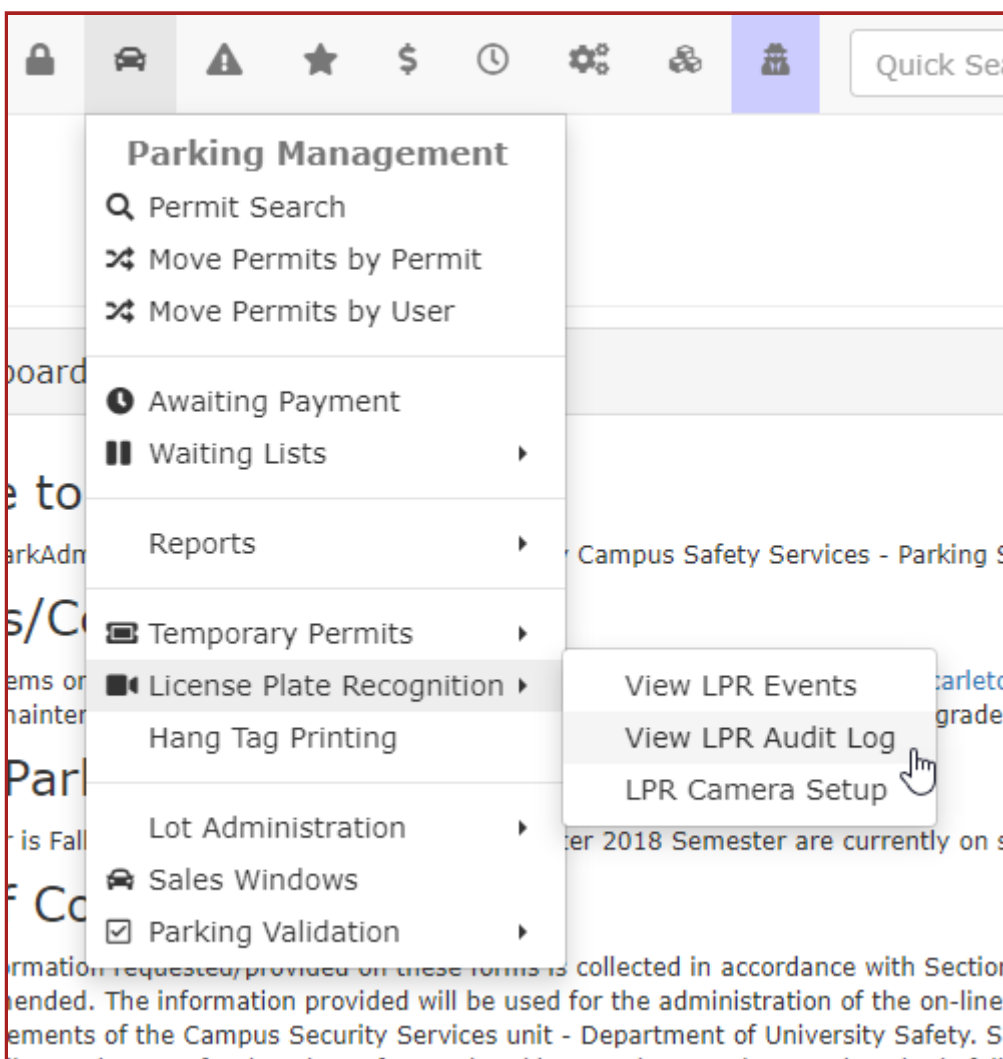 Quick Sea
Parking Management
Permit Search
Move Permits by Permit
Move Permits by User
board
Awaiting Payment
Waiting Lists
e to
Reports
arkAdm Campus Safety Services - Parking S
s/Co
Temporary Permits
ems or carleto
License Plate Recognition
View LPR Events
mainten grade
Hang Tag Printing
View LPR Audit Log
Park
LPR Camera Setup
r is Fall ter 2018 Semester are currently on s
Lot Administration
Sales Windows
f Co
Parking Validation
ormation requested/provided on these forms is collected in accordance with Section
nended. The information provided will be used for the administration of the on-line
ements of the Campus Security Services unit - Department of University Safety. S